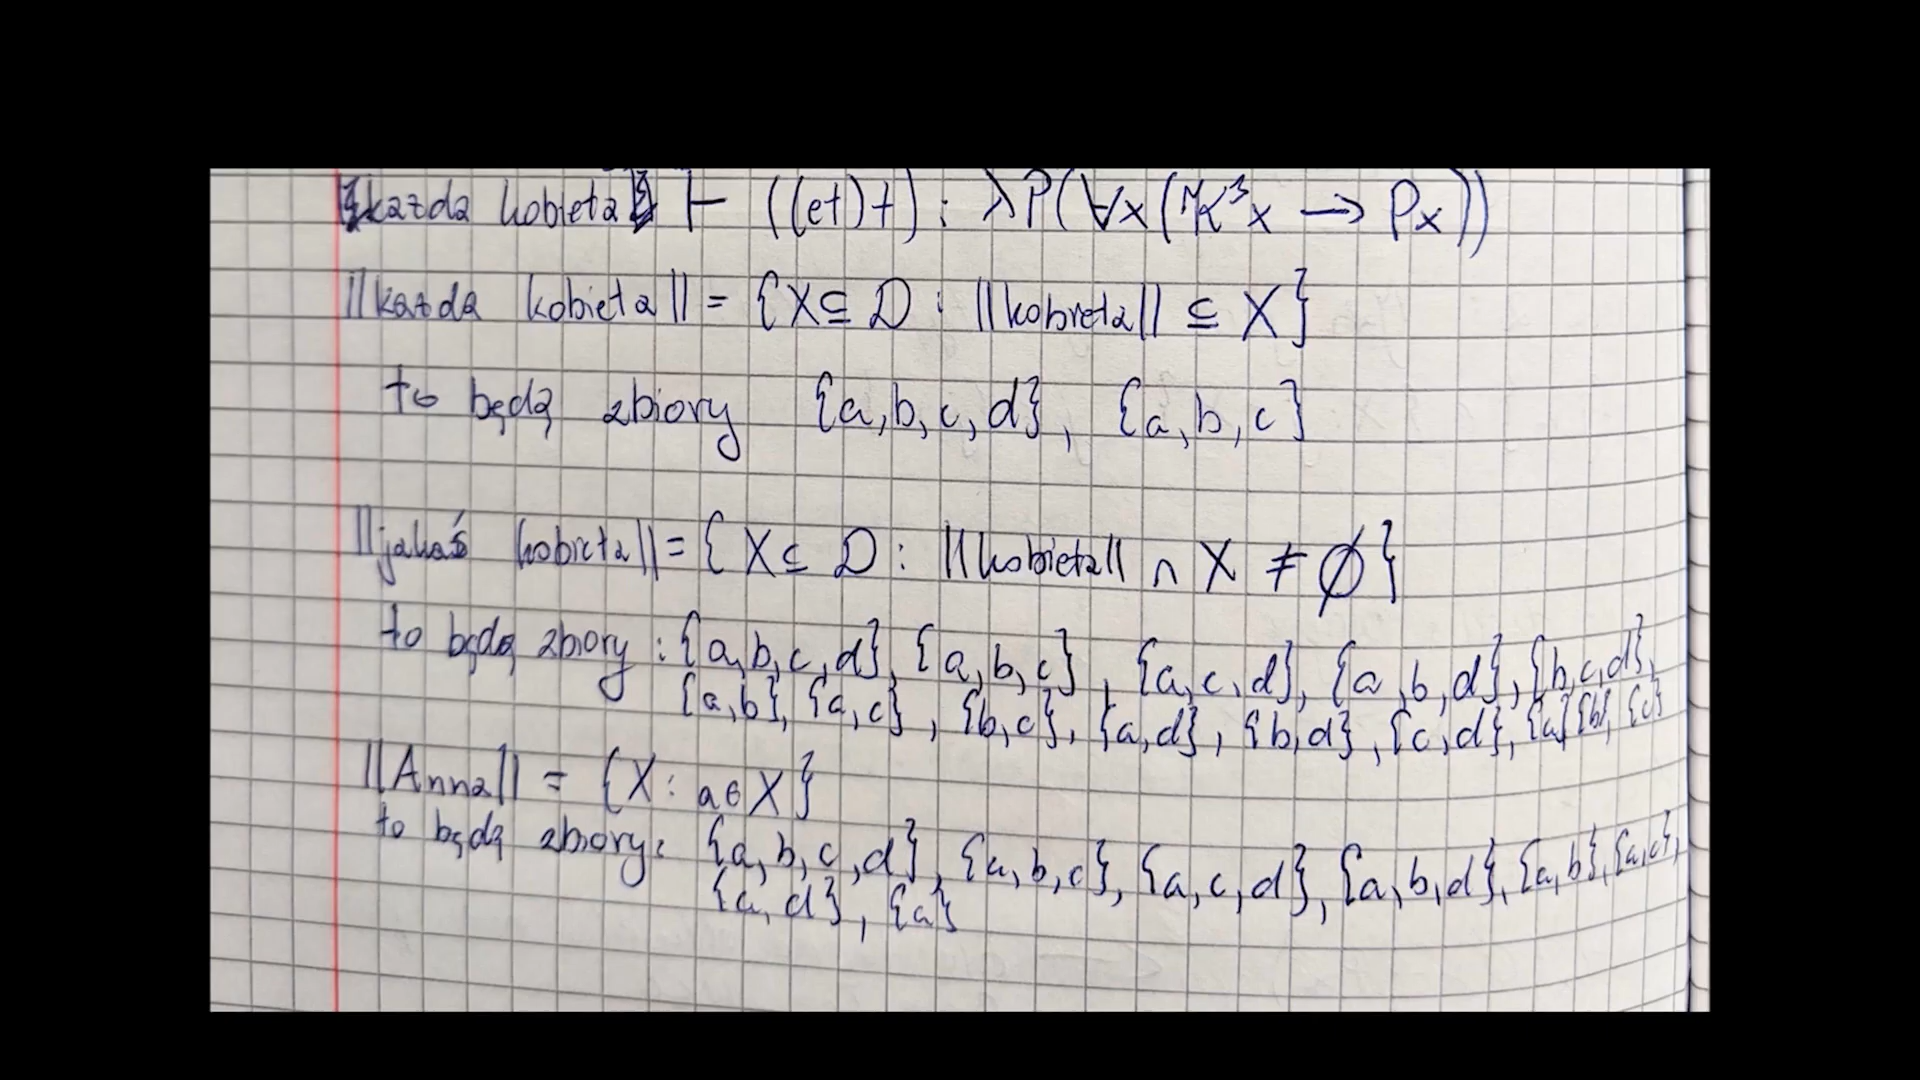 każda kobieta ⊢ ((et)t) : λP(∀x(K³x → Px))
||każda kobieta|| = {X ⊆ D : ||kobieta|| ⊆ X}
to będą zbiory {a,b,c,d}, {a,b,c}
||jakaś kobieta|| = {X ⊆ D : ||kobieta|| ∩ X ≠ ∅}
to będą zbiory : {a,b,c,d}, {a,b,c}, {a,c,d}, {a,b,d}, {b,c,d},
{a,b}, {a,c}, {b,c}, {a,d}, {b,d}, {c,d}, {a} {b}, {c}
||Anna|| = {X : a∈X}
to będą zbiory: {a,b,c,d}, {a,b,c}, {a,c,d}, {a,b,d}, {a,b}, {a,c},
{a,d}, {a}